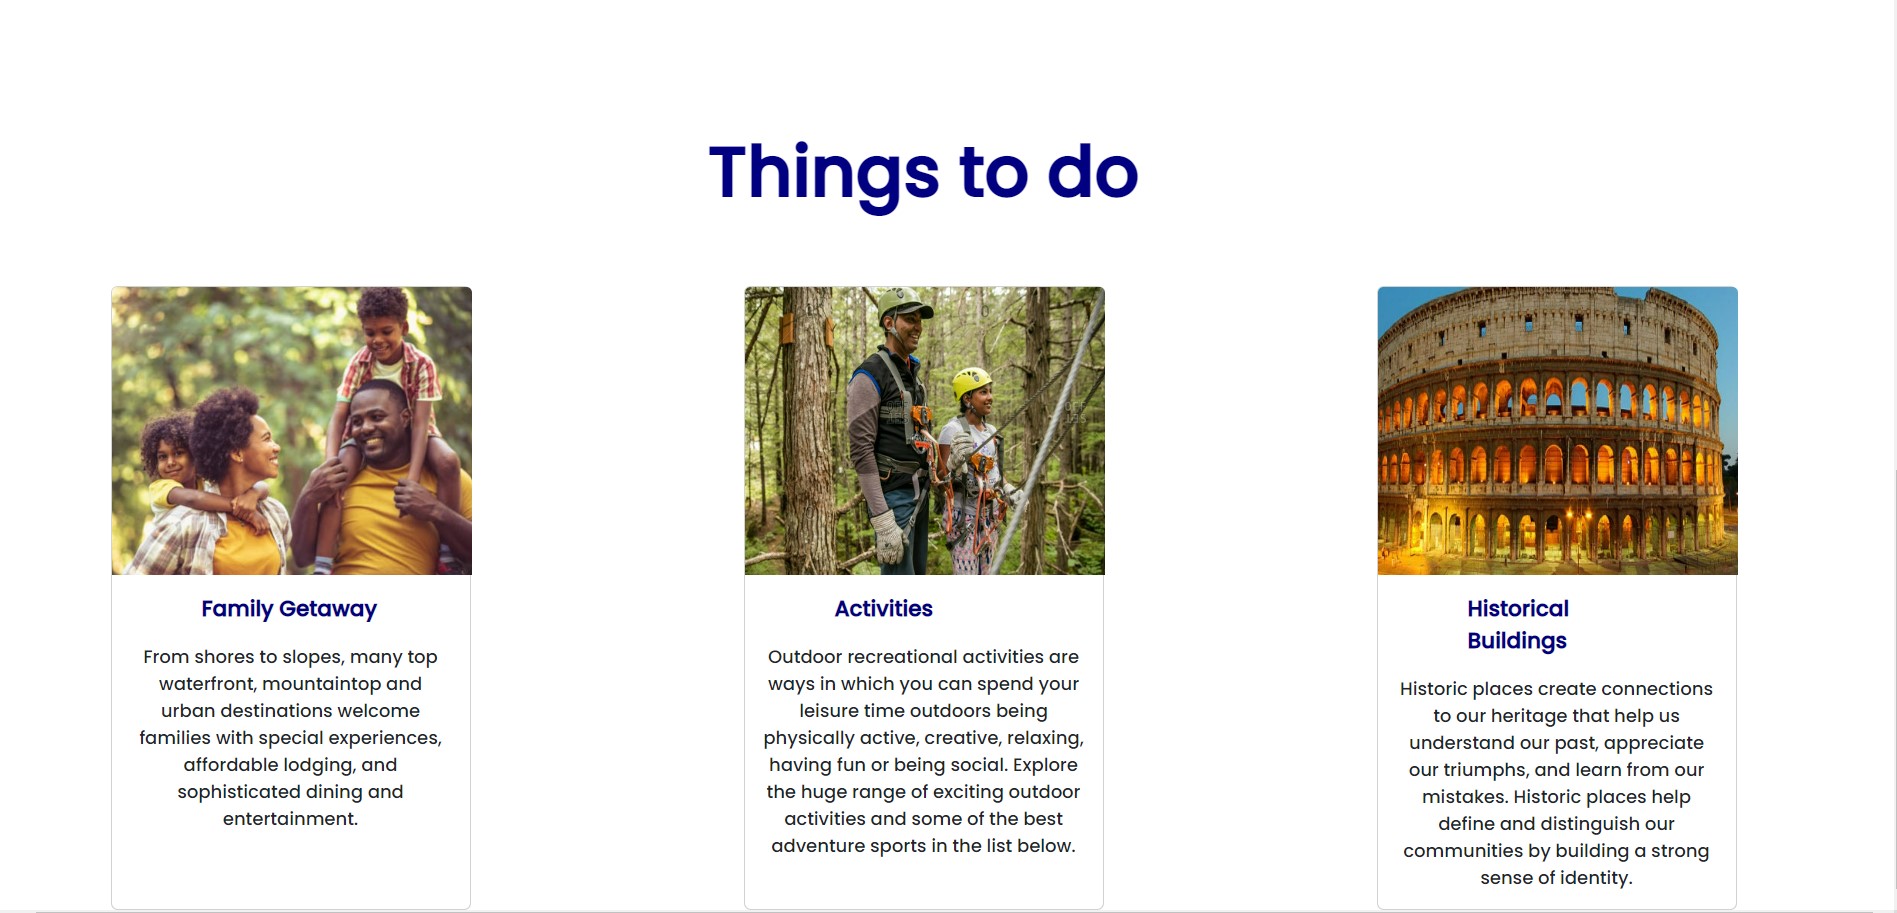 Things to do
Family Getaway
From shores to slopes, many top
waterfront, mountaintop and
urban destinations welcome
families with special experiences,
affordable lodging, and
sophisticated dining and
entertainment.
Activities
Outdoor recreational activities are
ways in which you can spend your
leisure time outdoors being
physically active, creative, relaxing,
having fun or being social. Explore
the huge range of exciting outdoor
activities and some of the best
adventure sports in the list below.
Historical
Buildings
Historic places create connections
to our heritage that help us
understand our past, appreciate
our triumphs, and learn from our
mistakes. Historic places help
define and distinguish our
communities by building a strong
sense of identity.